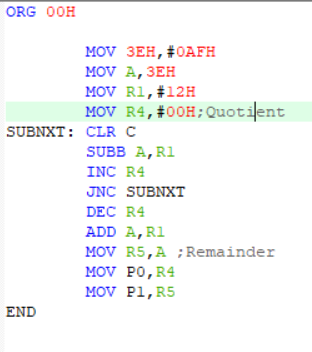 ORG 00H
MOV 3EH,#0AFH
MOV A,3EH
MOV R1,#12H
MOV R4,#00H;Quotient
SUBNXT: CLR C
SUBB A,R1
INC R4
JNC SUBNXT
DEC R4
ADD A,R1
MOV R5,A ;Remainder
MOV P0,R4
MOV P1,R5
END